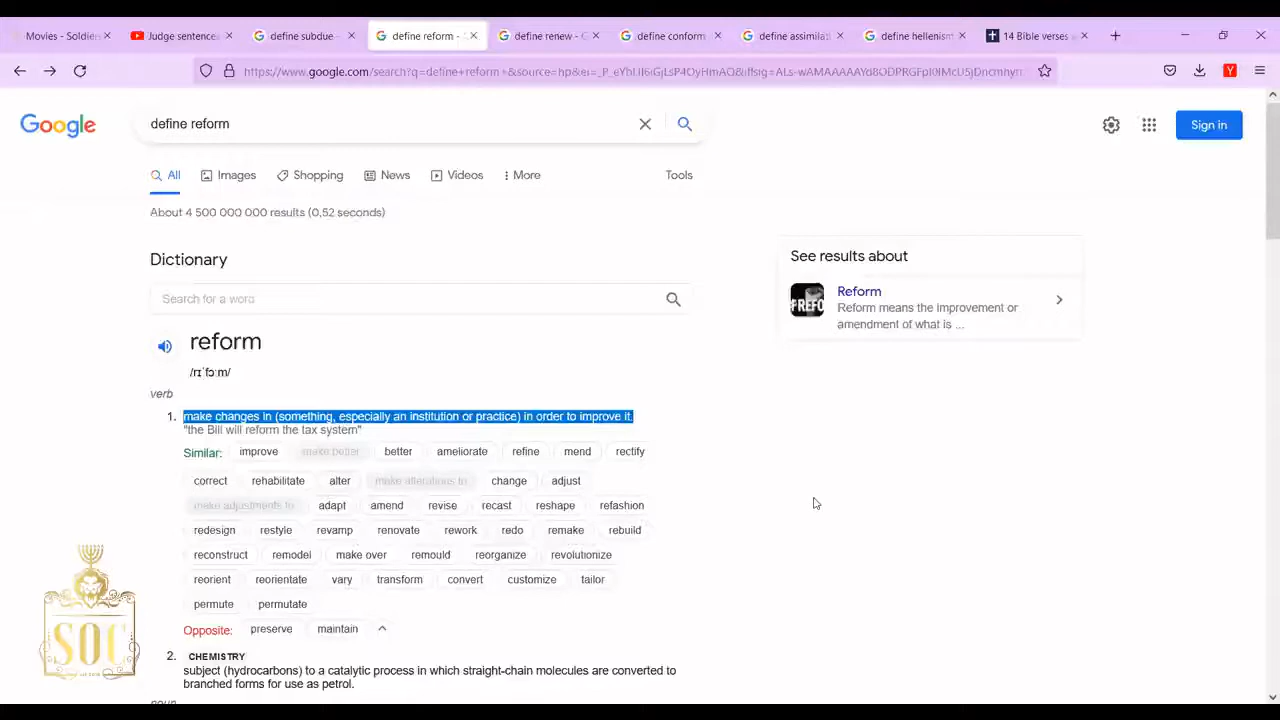 Movies - Soldiers
Judge sentence
define subdue -
define reform -
define renew - G
define conform
define assimilati
define hellenism
14 Bible verses
define reform
Google
Sign in
All Images Shopping News Videos More Tools
About 4 500 000 000 results (0,52 seconds)
Dictionary
Search for a word
reform
/rɪˈfɔːm/
verb
1. make changes in (something, especially an institution or practice) in order to improve it.
"the Bill will reform the tax system"
Similar: improve make better better ameliorate refine mend rectify
correct rehabilitate alter make alterations to change adjust
make adjustments to adapt amend revise recast reshape refashion
redesign restyle revamp renovate rework redo remake rebuild
reconstruct remodel make over remould reorganize revolutionize
reorient reorientate vary transform convert customize tailor
permute permutate
Opposite: preserve maintain
2. CHEMISTRY
subject (hydrocarbons) to a catalytic process in which straight-chain molecules are converted to
branched forms for use as petrol.
See results about
Reform
Reform means the improvement or
amendment of what is ...
#REFO
SOC